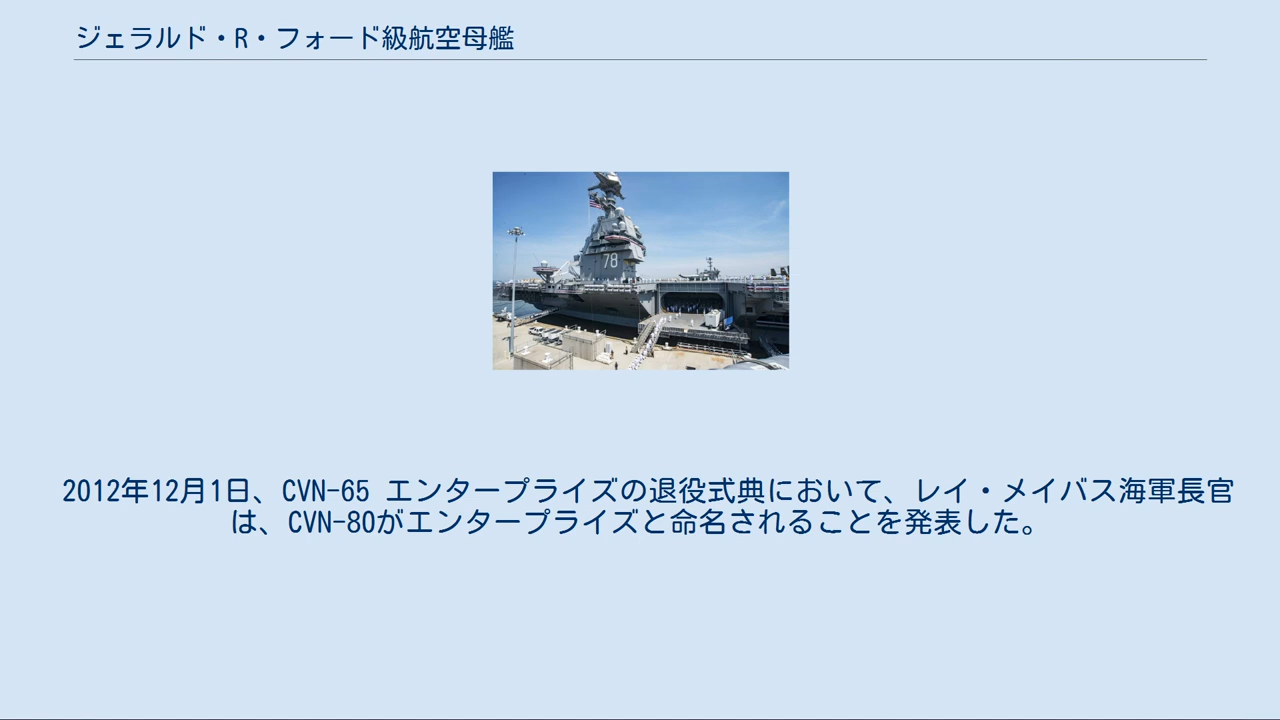 ジェラルド・R・フォード級航空母艦
78
2012年12月1日、CVN-65 エンタープライズの退役式典において、レイ・メイバス海軍長官
は、CVN-80がエンタープライズと命名されることを発表した。